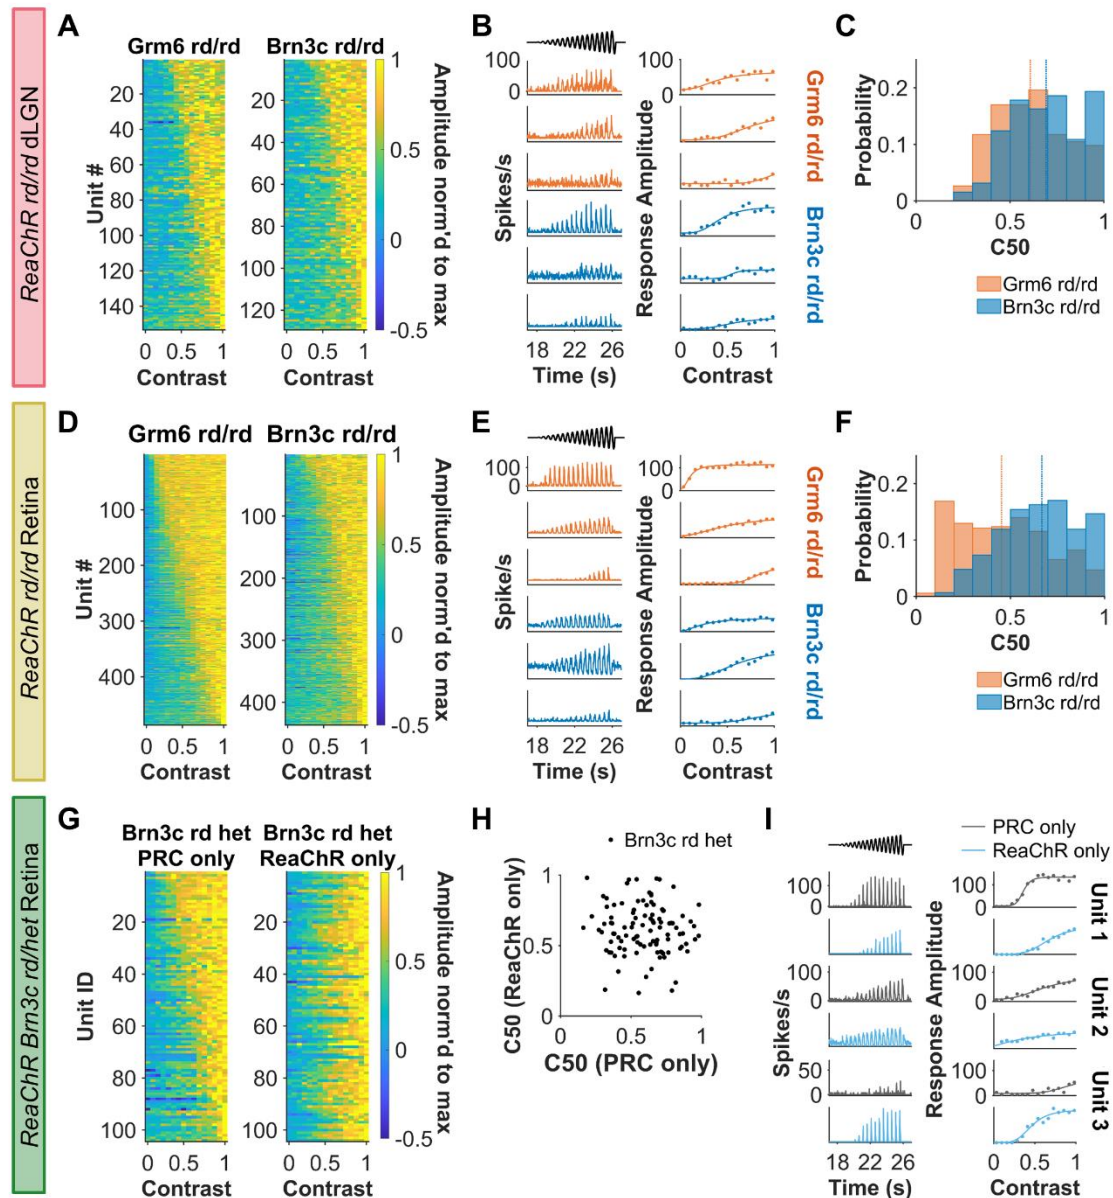 ReaChR rd/rd dLGN
A
Grm6 rd/rd
Brn3c rd/rd
Unit #
20
40
60
80
100
120
140
20
40
60
80
100
120
0 0.5 1
0 0.5 1
Contrast
Contrast
1
0.5
0
-0.5
Amplitude norm'd to max
B
100
0
100
0
Spikes/s
Response Amplitude
Grm6 rd/rd
Brn3c rd/rd
18 22 26
0 0.5 1
Time (s)
Contrast
C
Probability
0.2
0.1
0
0 0.5 1
C50
Grm6 rd/rd
Brn3c rd/rd
ReaChR rd/rd Retina
D
Grm6 rd/rd
Brn3c rd/rd
Unit #
100
200
300
400
100
200
300
400
0 0.5 1
0 0.5 1
Contrast
Contrast
1
0.5
0
-0.5
Amplitude norm'd to max
E
100
0
100
0
Spike/s
Response Amplitude
Grm6 rd/rd
Brn3c rd/rd
18 22 26
0 0.5 1
Time (s)
Contrast
F
Probability
0.2
0.1
0
0 0.5 1
C50
Grm6 rd/rd
Brn3c rd/rd
ReaChR Brn3c rd/het Retina
G
Brn3c rd het
PRC only
Brn3c rd het
ReaChR only
Unit ID
20
40
60
80
100
20
40
60
80
100
0 0.5 1
0 0.5 1
Contrast
Contrast
1
0.5
0
-0.5
Amplitude norm'd to max
H
Brn3c rd het
C50 (ReaChR only)
1
0.5
0
0 0.5 1
C50 (PRC only)
I
PRC only
ReaChR only
100
0
100
0
50
0
100
0
100
0
100
0
Spikes/s
Response Amplitude
Unit 1
Unit 2
Unit 3
18 22 26
0 0.5 1
Time (s)
Contrast